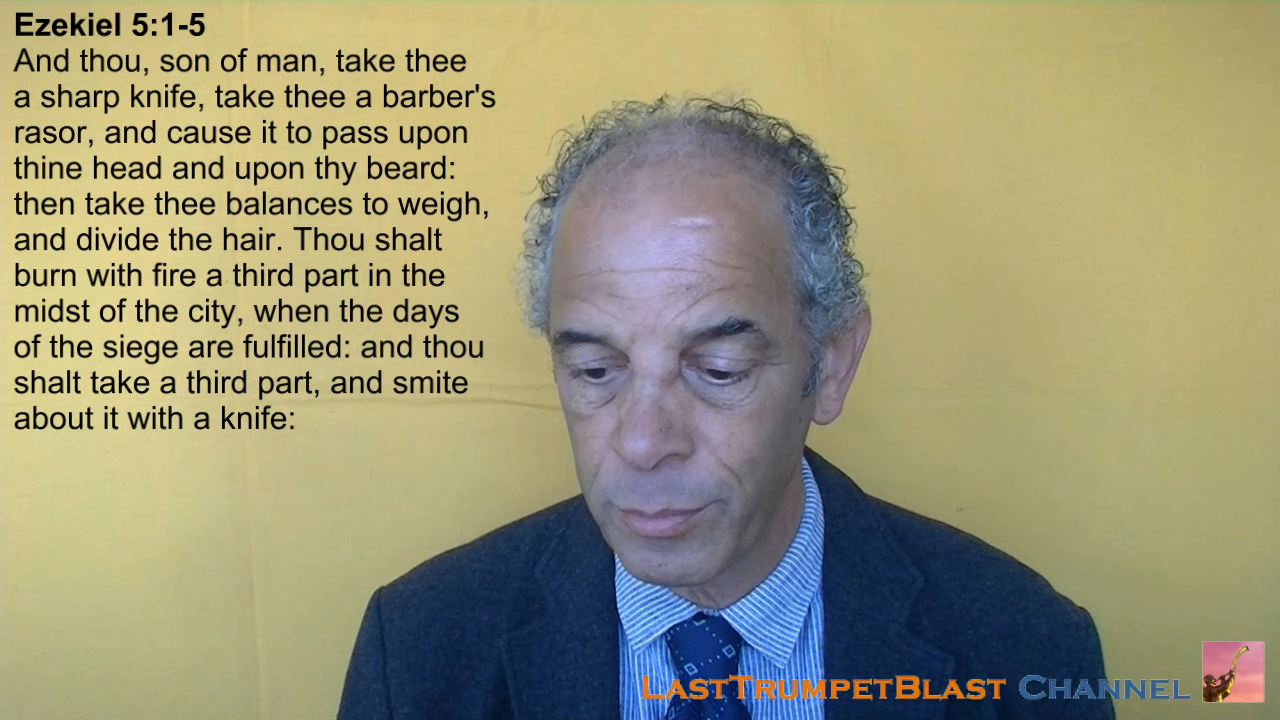 Ezekiel 5:1-5
And thou, son of man, take thee
a sharp knife, take thee a barber's
rasor, and cause it to pass upon
thine head and upon thy beard:
then take thee balances to weigh,
and divide the hair. Thou shalt
burn with fire a third part in the
midst of the city, when the days
of the siege are fulfilled: and thou
shalt take a third part, and smite
about it with a knife:
LastTrumpetBlast Channel